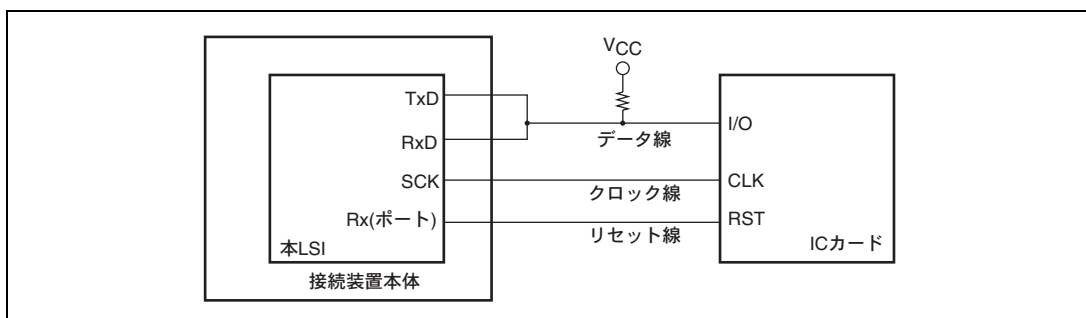 VCC
TxD
RxD
データ線
I/O
SCK
クロック線
CLK
Rx(ポート)
リセット線
RST
本LSI
ICカード
接続装置本体